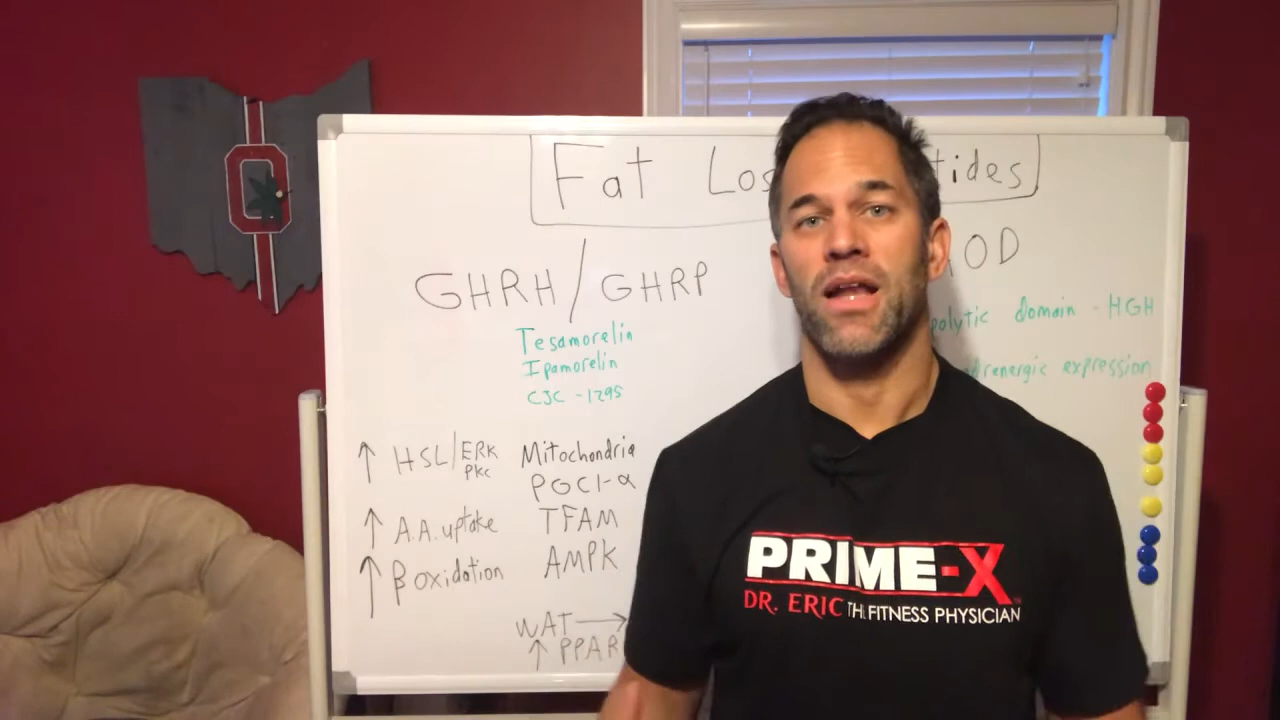 Fat Los tides
GHRH/GHRP
OD
Tesamorelin
Ipamorelin
CJC-1295
polytic domain - HGH
drenergic expression
↑ HSL/ERK
PKC
↑ A.A. uptake
↑ β oxidation
Mitochondria
PGC1-α
TFAM
AMPK
WAT →
↑ PPAR
PRIME-X
DR. ERIC THE FITNESS PHYSICIAN
O